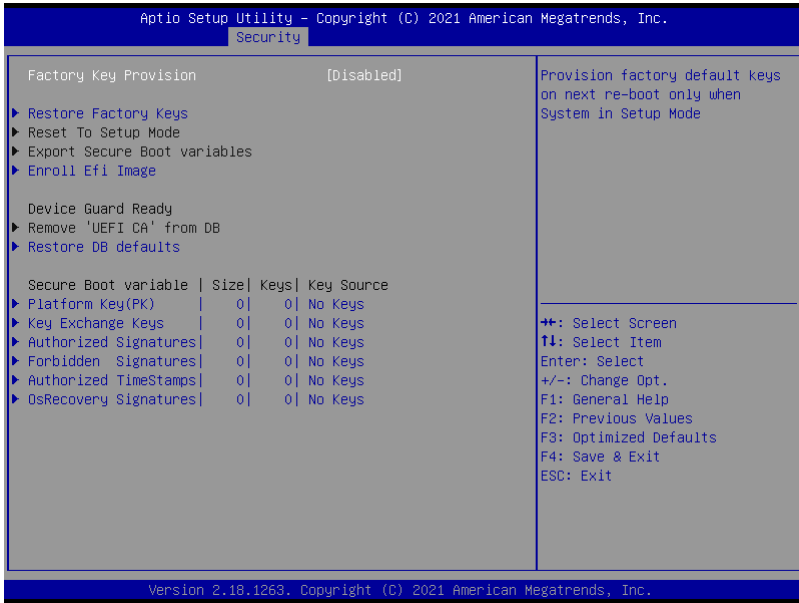 Aptio Setup Utility – Copyright (C) 2021 American Megatrends, Inc.
Security
Factory Key Provision [Disabled]
Restore Factory Keys
Reset To Setup Mode
Export Secure Boot variables
Enroll Efi Image
Device Guard Ready
Remove 'UEFI CA' from DB
Restore DB defaults
Secure Boot variable | Size| Keys| Key Source
Platform Key(PK) | 0| 0| No Keys
Key Exchange Keys | 0| 0| No Keys
Authorized Signatures| 0| 0| No Keys
Forbidden Signatures| 0| 0| No Keys
Authorized TimeStamps| 0| 0| No Keys
OsRecovery Signatures| 0| 0| No Keys
Provision factory default keys
on next re-boot only when
System in Setup Mode
→←: Select Screen
↑↓: Select Item
Enter: Select
+/-: Change Opt.
F1: General Help
F2: Previous Values
F3: Optimized Defaults
F4: Save & Exit
ESC: Exit
Version 2.18.1263. Copyright (C) 2021 American Megatrends, Inc.